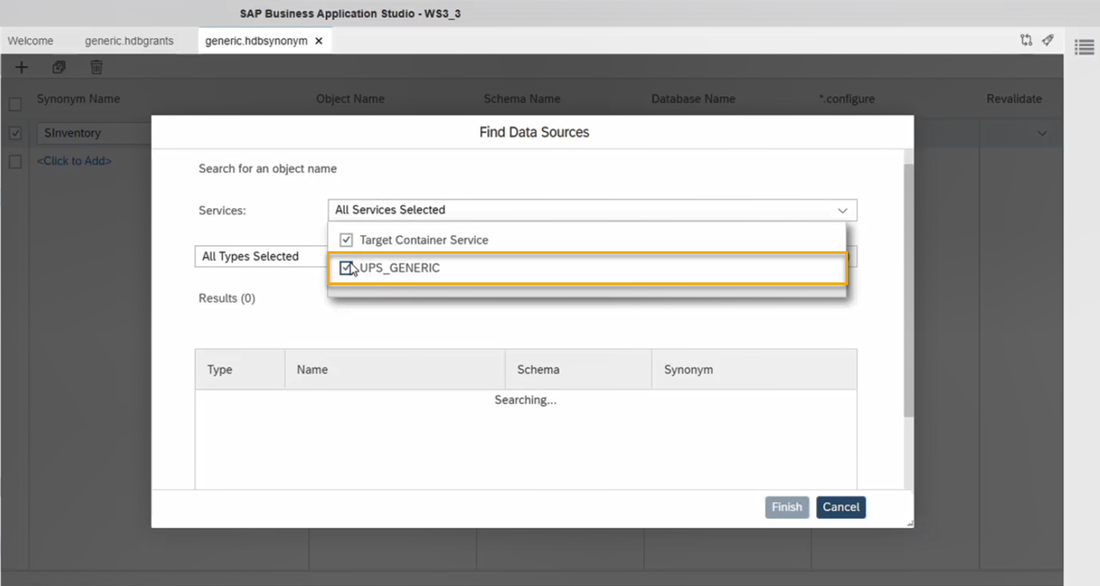 SAP Business Application Studio - WS3_3
Welcome generic.hdbgrants generic.hdbsynonym ×
Synonym Name Object Name Schema Name Database Name *.configure Revalidate
SInventory
<Click to Add>
Find Data Sources
Search for an object name
Services: All Services Selected
Target Container Service
UPS_GENERIC
All Types Selected
Results (0)
Type Name Schema Synonym
Searching...
Finish Cancel